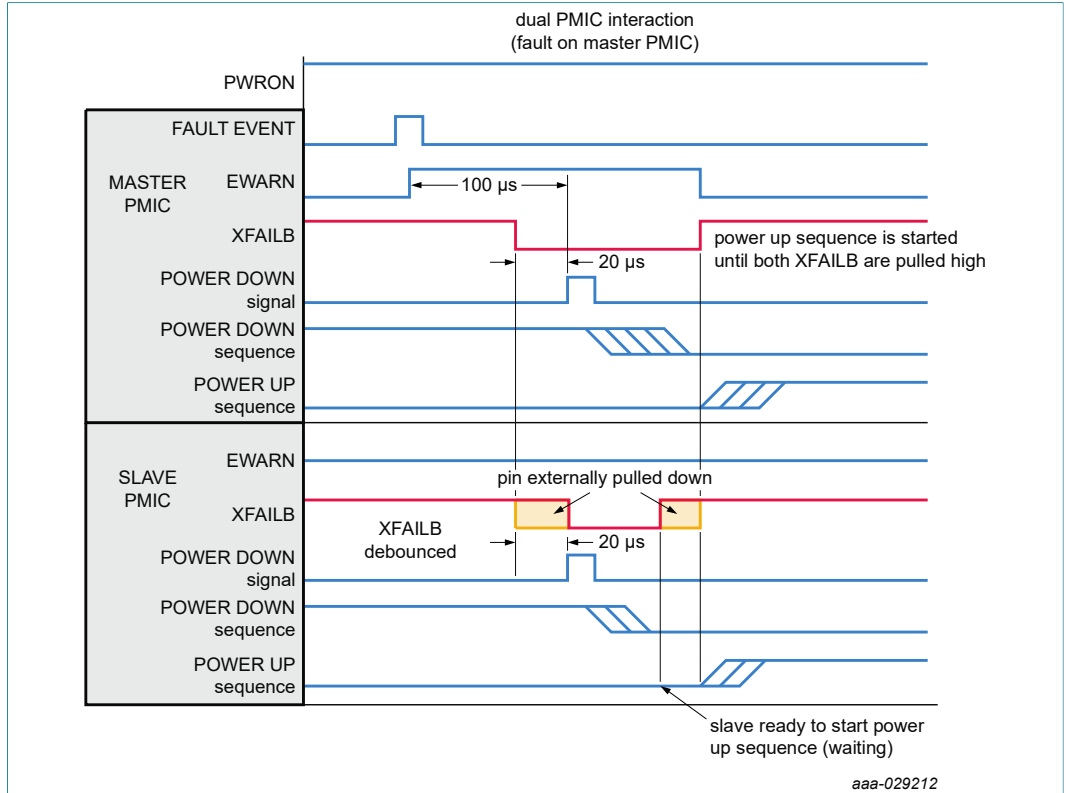 dual PMIC interaction
(fault on master PMIC)
PWRON
FAULT EVENT
MASTER
PMIC
EWARN
100 µs
XFAILB
power up sequence is started
until both XFAILB are pulled high
20 µs
POWER DOWN
signal
POWER DOWN
sequence
POWER UP
sequence
SLAVE
PMIC
EWARN
pin externally pulled down
XFAILB
XFAILB
debounced
20 µs
POWER DOWN
signal
POWER DOWN
sequence
POWER UP
sequence
slave ready to start power
up sequence (waiting)
aaa-029212